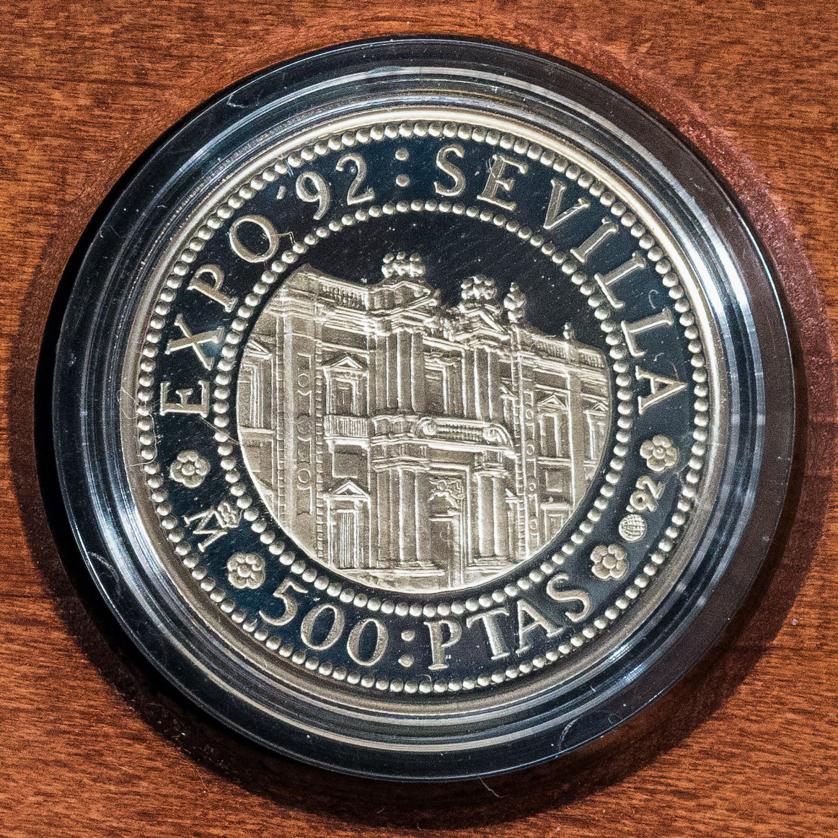 EXPO '92 : SEVILLA
'92
500 : PTAS
M